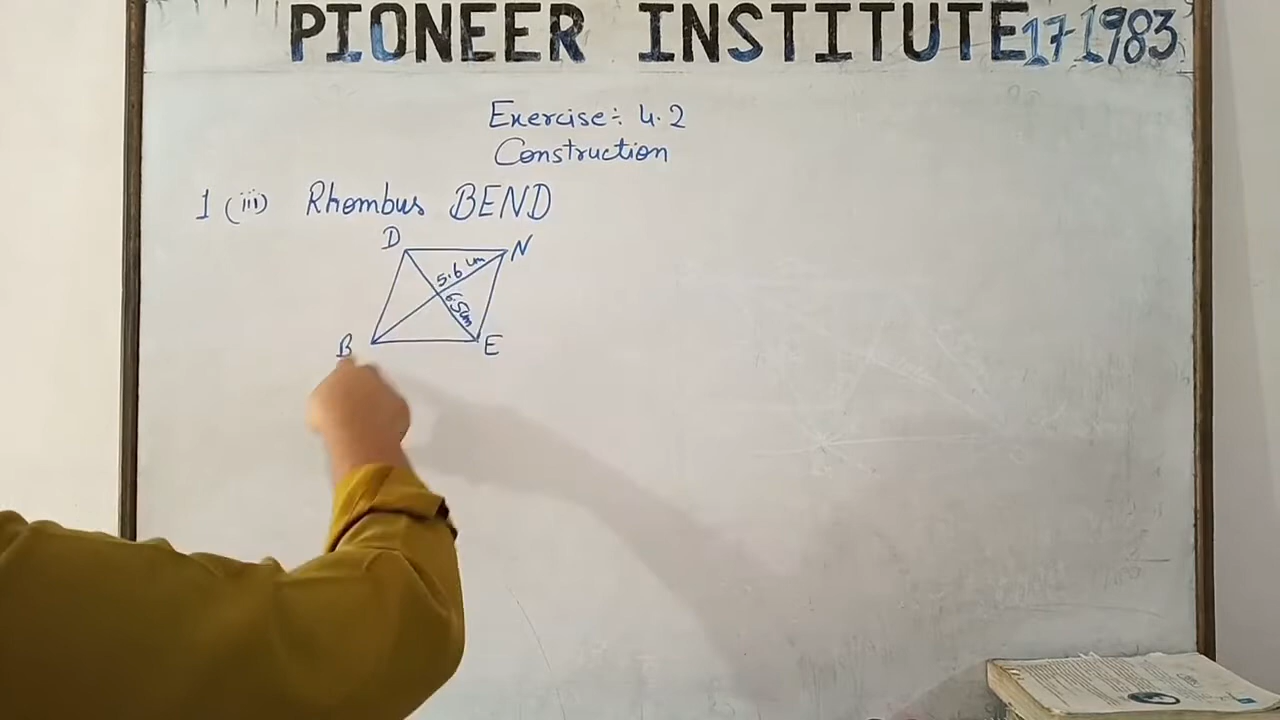 PIONEER INSTITUTE 17-1983
Exercise÷ 4.2
Construction
1 (iii) Rhombus BEND
D N
5.6 cm
6.5cm
B E